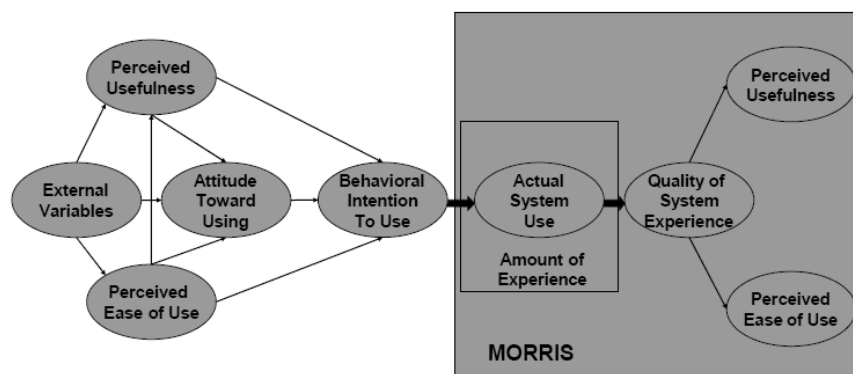 Perceived
Usefulness
External
Variables
Attitude
Toward
Using
Perceived
Ease of Use
Behavioral
Intention
To Use
Actual
System
Use
Amount of
Experience
Quality of
System
Experience
Perceived
Usefulness
Perceived
Ease of Use
MORRIS